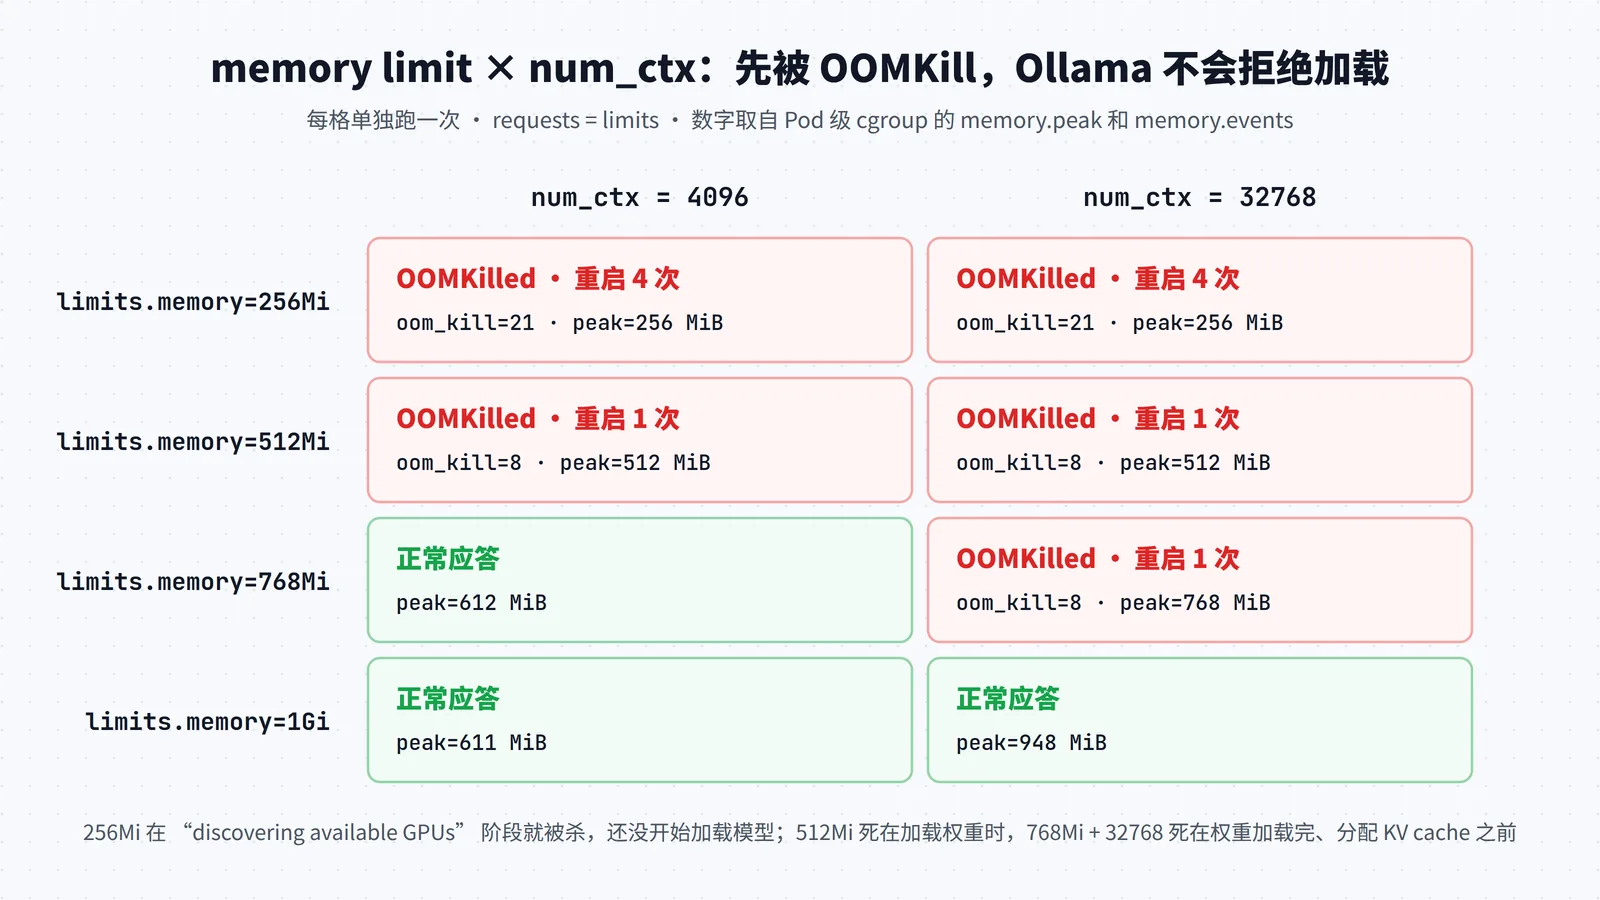 memory limit × num_ctx：先被 OOMKill，Ollama 不会拒绝加载
每格单独跑一次 · requests = limits · 数字取自 Pod 级 cgroup 的 memory.peak 和 memory.events
num_ctx = 4096
num_ctx = 32768
limits.memory=256Mi
OOMKilled · 重启 4 次
oom_kill=21 · peak=256 MiB
OOMKilled · 重启 4 次
oom_kill=21 · peak=256 MiB
limits.memory=512Mi
OOMKilled · 重启 1 次
oom_kill=8 · peak=512 MiB
OOMKilled · 重启 1 次
oom_kill=8 · peak=512 MiB
limits.memory=768Mi
正常应答
peak=612 MiB
OOMKilled · 重启 1 次
oom_kill=8 · peak=768 MiB
limits.memory=1Gi
正常应答
peak=611 MiB
正常应答
peak=948 MiB
256Mi 在 “discovering available GPUs” 阶段就被杀，还没开始加载模型；512Mi 死在加载权重时，768Mi + 32768 死在权重加载完、分配 KV cache 之前